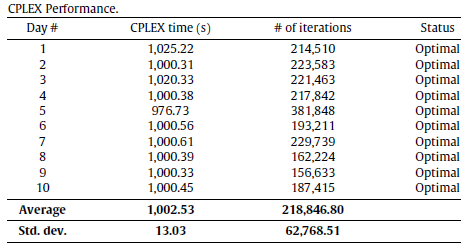 CPLEX Performance.
Day # CPLEX time (s) # of iterations Status
1 1,025.22 214,510 Optimal
2 1,000.31 223,583 Optimal
3 1,020.33 221,463 Optimal
4 1,000.38 217,842 Optimal
5 976.73 381,848 Optimal
6 1,000.56 193,211 Optimal
7 1,000.61 229,739 Optimal
8 1,000.39 162,224 Optimal
9 1,000.33 156,633 Optimal
10 1,000.45 187,415 Optimal
Average 1,002.53 218,846.80
Std. dev. 13.03 62,768.51